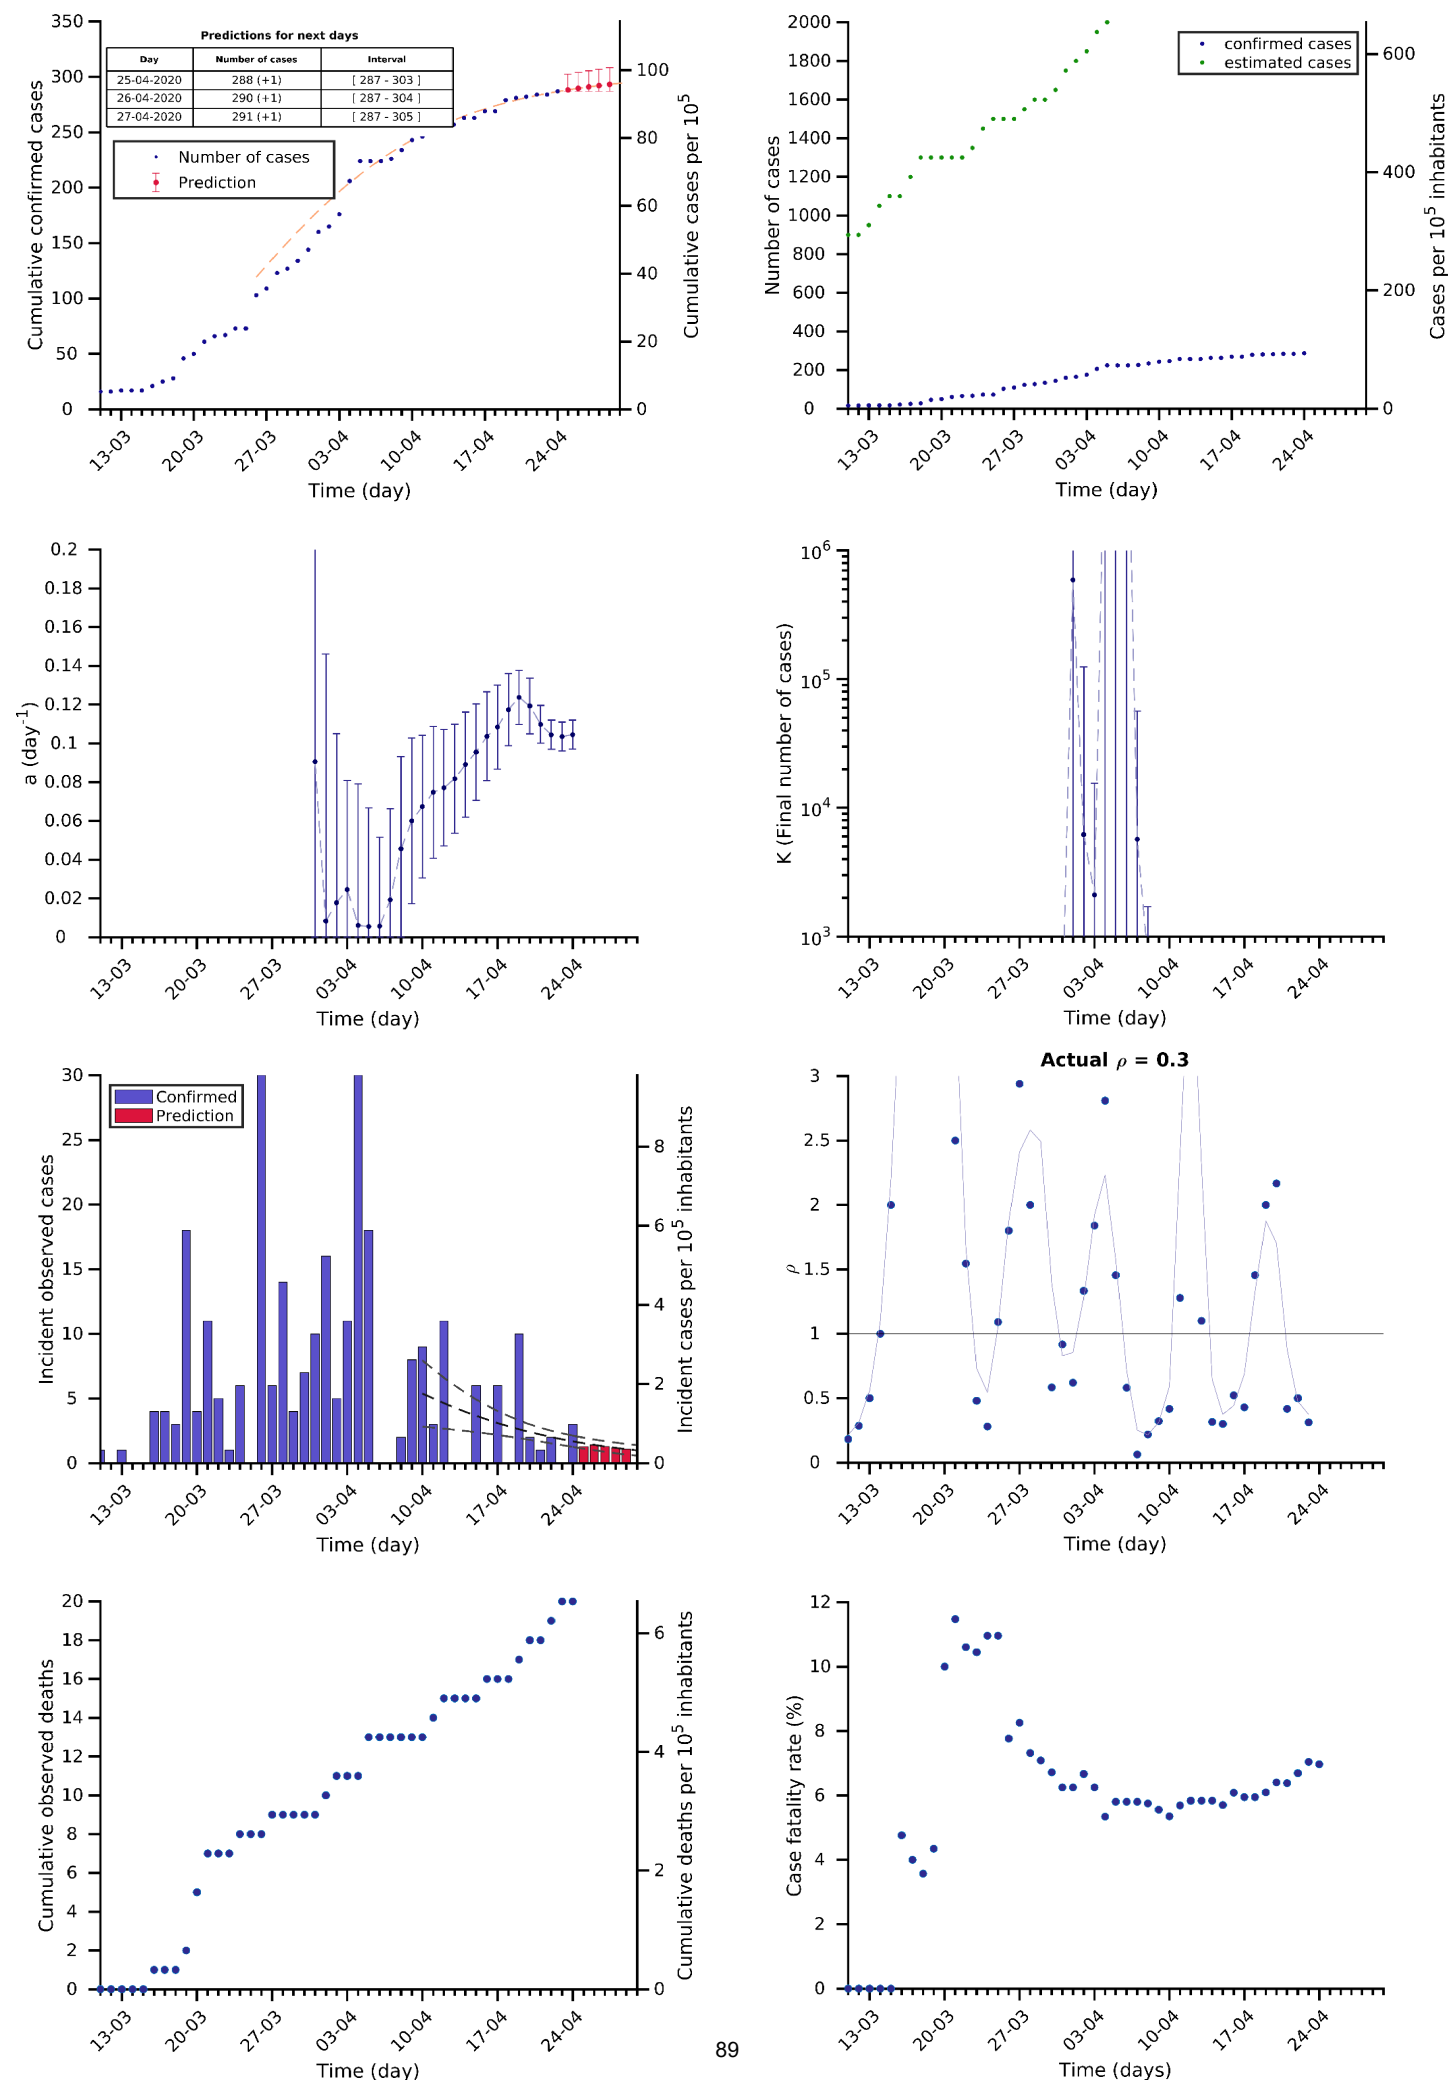 Predictions for next days
Day Number of cases Interval
25-04-2020 288 (+1) [ 287 - 303 ]
26-04-2020 290 (+1) [ 287 - 304 ]
27-04-2020 291 (+1) [ 287 - 305 ]
Number of cases
Prediction
Cumulative confirmed cases
350
300
250
200
150
100
50
0
Cumulative cases per 10^5
100
80
60
40
20
0
13-03 20-03 27-03 03-04 10-04 17-04 24-04
Time (day)
confirmed cases
estimated cases
Number of cases
2000
1800
1600
1400
1200
1000
800
600
400
200
0
Cases per 10^5 inhabitants
600
400
200
0
13-03 20-03 27-03 03-04 10-04 17-04 24-04
Time (day)
a (day^-1)
0.2
0.18
0.16
0.14
0.12
0.1
0.08
0.06
0.04
0.02
0
13-03 20-03 27-03 03-04 10-04 17-04 24-04
Time (day)
K (Final number of cases)
10^6
10^5
10^4
10^3
13-03 20-03 27-03 03-04 10-04 17-04 24-04
Time (day)
Confirmed
Prediction
Incident observed cases
30
25
20
15
10
5
0
Incident cases per 10^5 inhabitants
8
6
4
2
0
13-03 20-03 27-03 03-04 10-04 17-04 24-04
Time (day)
Actual ρ = 0.3
ρ
3
2.5
2
1.5
1
0.5
0
13-03 20-03 27-03 03-04 10-04 17-04 24-04
Time (day)
Cumulative observed deaths
20
18
16
14
12
10
8
6
4
2
0
Cumulative deaths per 10^5 inhabitants
6
4
2
0
13-03 20-03 27-03 03-04 10-04 17-04 24-04
Time (day)
Case fatality rate (%)
12
10
8
6
4
2
0
13-03 20-03 27-03 03-04 10-04 17-04 24-04
Time (days)
89